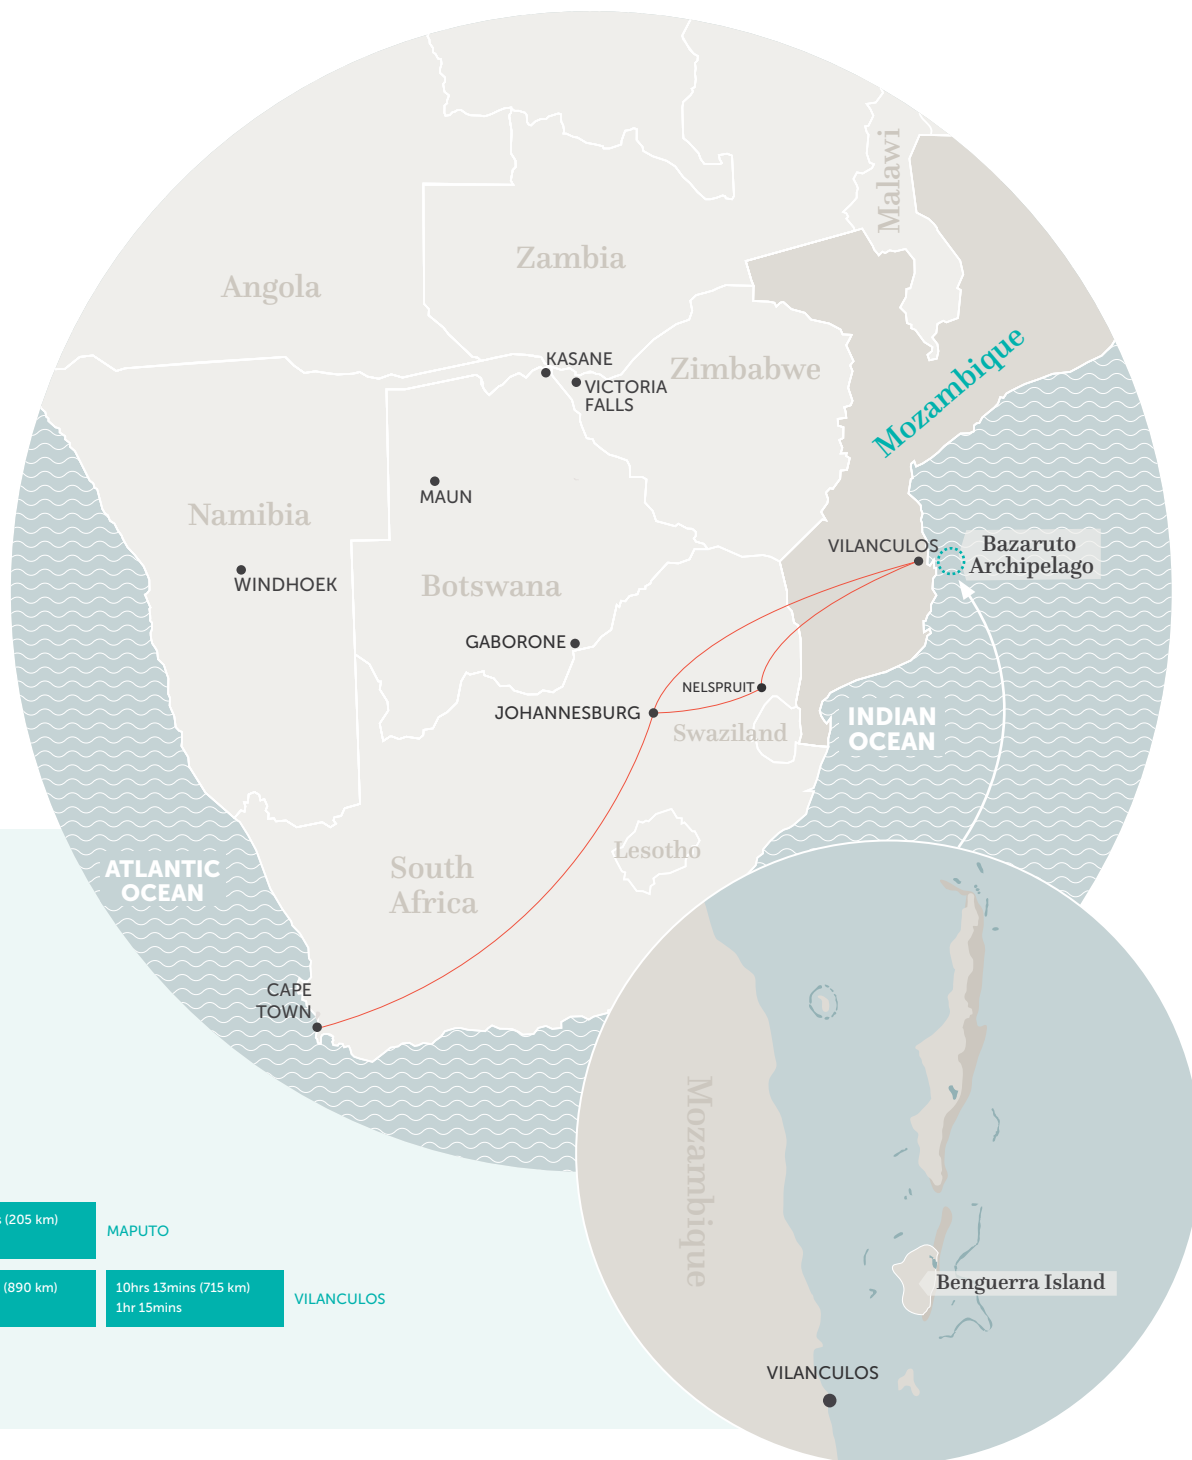 Malawi
Zambia
Angola
Mozambique
KASANE
Zimbabwe
VICTORIA
FALLS
MAUN
Namibia
VILANCULOS
Bazaruto
Archipelago
WINDHOEK
Botswana
GABORONE
NELSPRUIT
JOHANNESBURG
Swaziland
INDIAN
OCEAN
Lesotho
ATLANTIC
OCEAN
South
Africa
CAPE
TOWN
Mozambique
Benguerra Island
VILANCULOS
(205 km)
MAPUTO
(890 km)
10hrs 13mins (715 km)
1hr 15mins
VILANCULOS